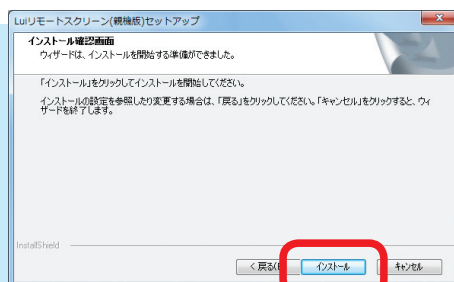 Luiリモートスクリーン(親機版)セットアップ
インストール確認画面
ウィザードは、インストールを開始する準備ができました。
「インストール」をクリックしてインストールを開始してください。
インストールの設定を参照したり変更する場合は、「戻る」をクリックしてください。「キャンセル」をクリックすると、ウィ
ザードを終了します。
InstallShield
< 戻る(
インストール
キャンセル